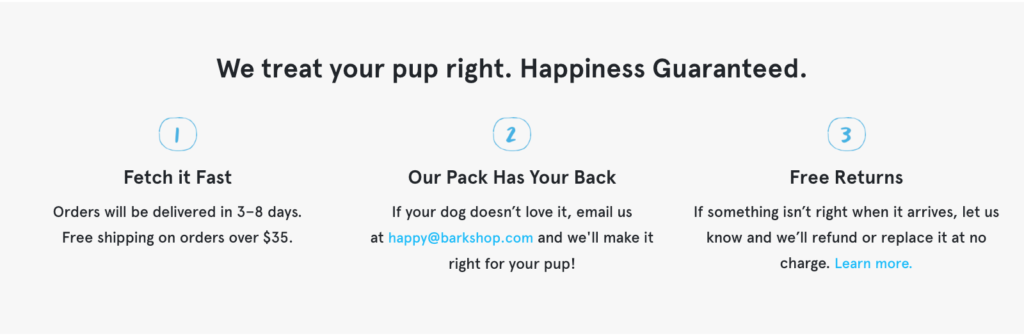 We treat your pup right. Happiness Guaranteed.
1
Fetch it Fast
Orders will be delivered in 3–8 days.
Free shipping on orders over $35.
2
Our Pack Has Your Back
If your dog doesn’t love it, email us
at happy@barkshop.com and we'll make it
right for your pup!
3
Free Returns
If something isn’t right when it arrives, let us
know and we’ll refund or replace it at no
charge. Learn more.